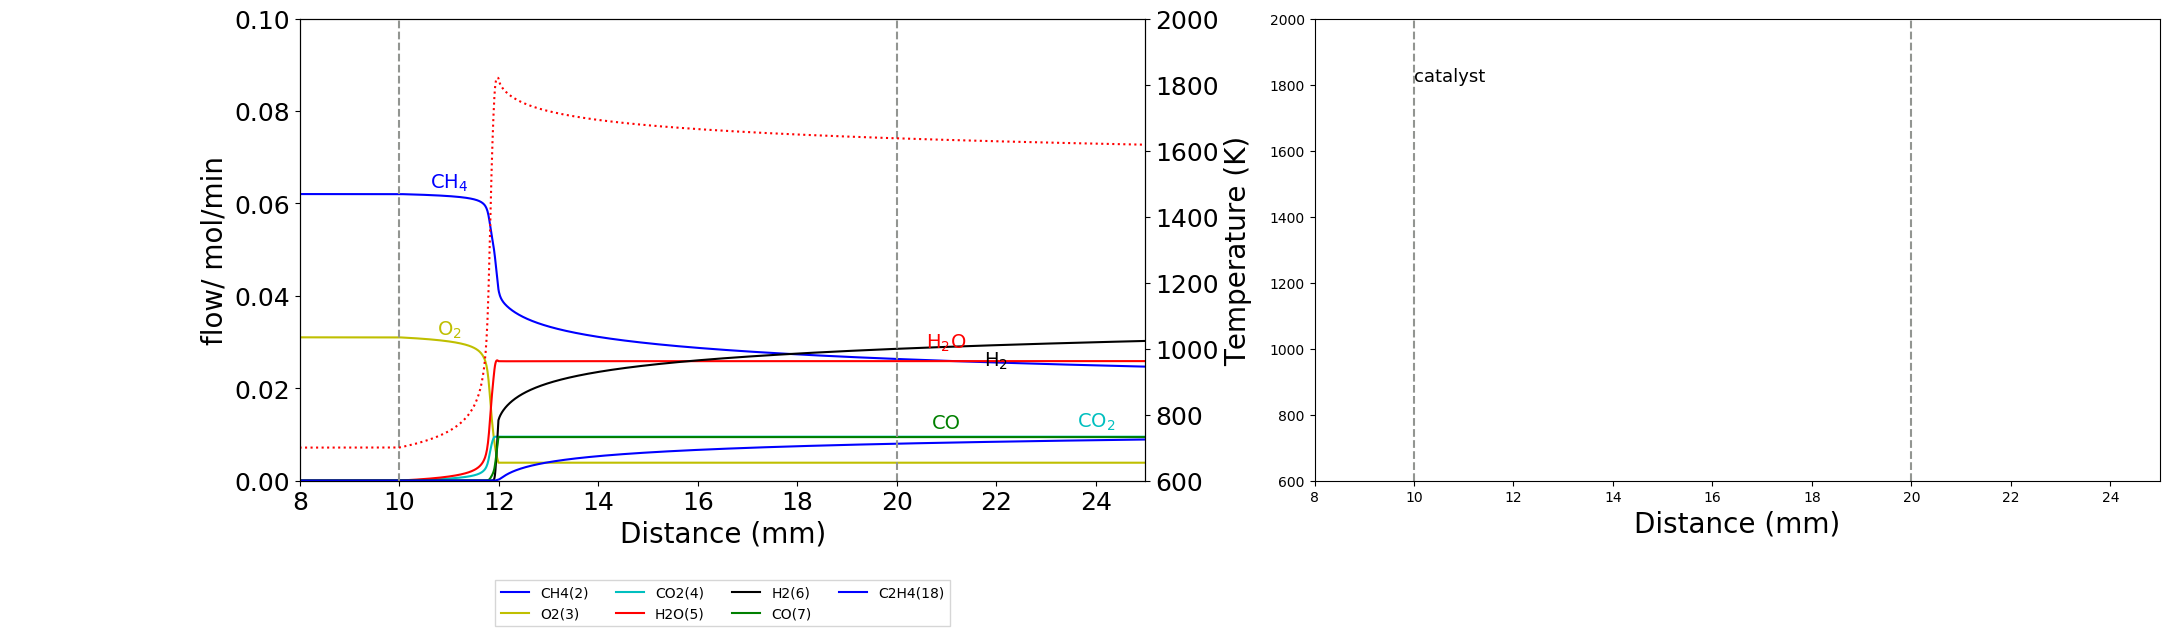 0.10
0.08
0.06
0.04
0.02
0.00
flow/ mol/min
8 10 12 14 16 18 20 22 24
Distance (mm)
CH₄
O₂
H₂O
H₂
CO
CO₂
2000
1800
1600
1400
1200
1000
800
600
Temperature (K)
CH4(2) CO2(4) H2(6) C2H4(18)
O2(3) H2O(5) CO(7)
2000
1800
1600
1400
1200
1000
800
600
catalyst
8 10 12 14 16 18 20 22 24
Distance (mm)